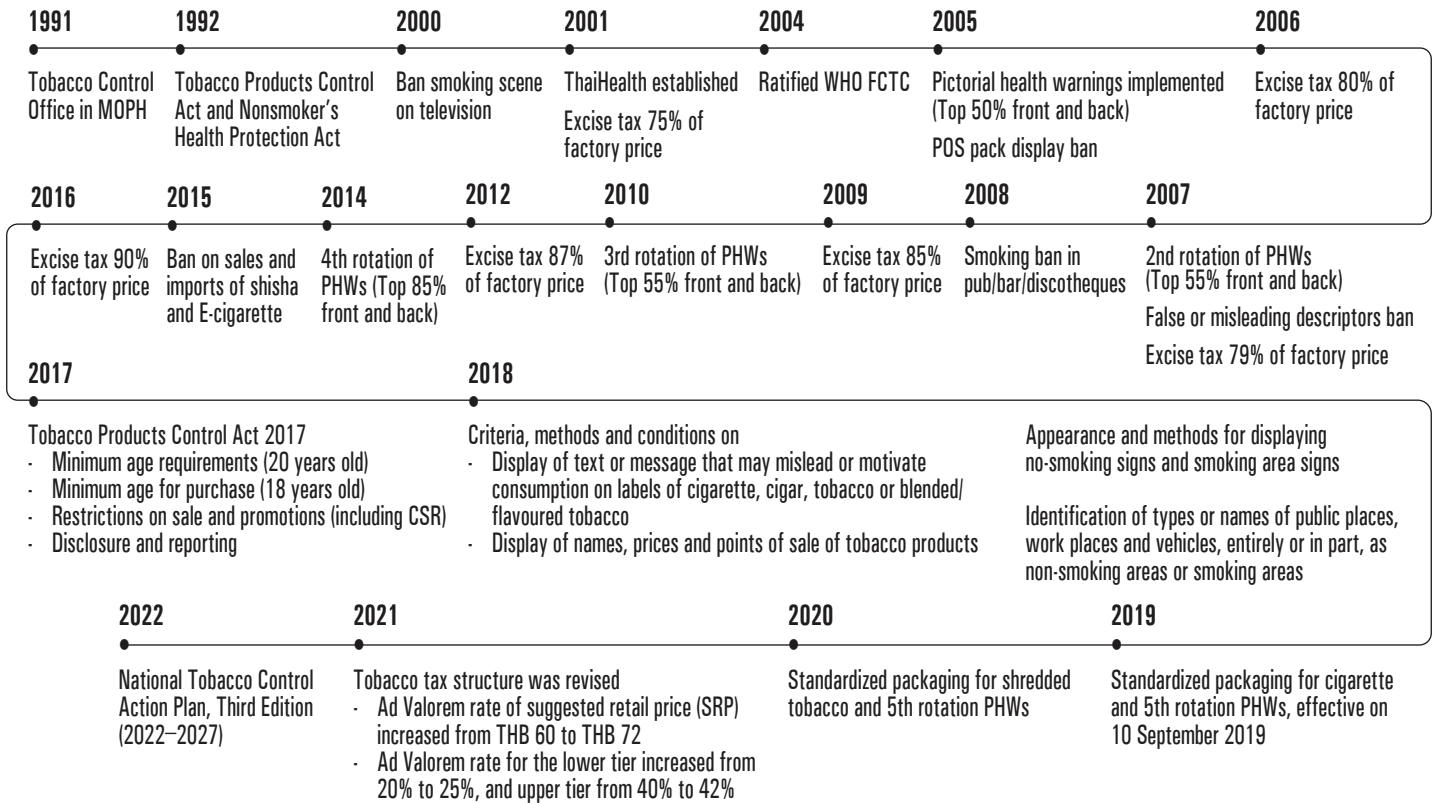 1991
Tobacco Control
Office in MOPH
1992
Tobacco Products Control
Act and Nonsmoker's
Health Protection Act
2000
Ban smoking scene
on television
2001
ThaiHealth established
Excise tax 75% of
factory price
2004
Ratified WHO FCTC
2005
Pictorial health warnings implemented
(Top 50% front and back)
POS pack display ban
2006
Excise tax 80% of
factory price
2007
2nd rotation of PHWs
(Top 55% front and back)
False or misleading descriptors ban
Excise tax 79% of factory price
2008
Smoking ban in
pub/bar/discotheques
2009
Excise tax 85%
of factory price
2010
3rd rotation of PHWs
(Top 55% front and back)
2012
Excise tax 87%
of factory price
2014
4th rotation of
PHWs (Top 85%
front and back)
2015
Ban on sales and
imports of shisha
and E-cigarette
2016
Excise tax 90%
of factory price
2017
Tobacco Products Control Act 2017
- Minimum age requirements (20 years old)
- Minimum age for purchase (18 years old)
- Restrictions on sale and promotions (including CSR)
- Disclosure and reporting
2018
Criteria, methods and conditions on
- Display of text or message that may mislead or motivate
consumption on labels of cigarette, cigar, tobacco or blended/
flavoured tobacco
- Display of names, prices and points of sale of tobacco products
Appearance and methods for displaying
no-smoking signs and smoking area signs
Identification of types or names of public places,
work places and vehicles, entirely or in part, as
non-smoking areas or smoking areas
2019
Standardized packaging for cigarette
and 5th rotation PHWs, effective on
10 September 2019
2020
Standardized packaging for shredded
tobacco and 5th rotation PHWs
2021
Tobacco tax structure was revised
- Ad Valorem rate of suggested retail price (SRP)
increased from THB 60 to THB 72
- Ad Valorem rate for the lower tier increased from
20% to 25%, and upper tier from 40% to 42%
2022
National Tobacco Control
Action Plan, Third Edition
(2022–2027)